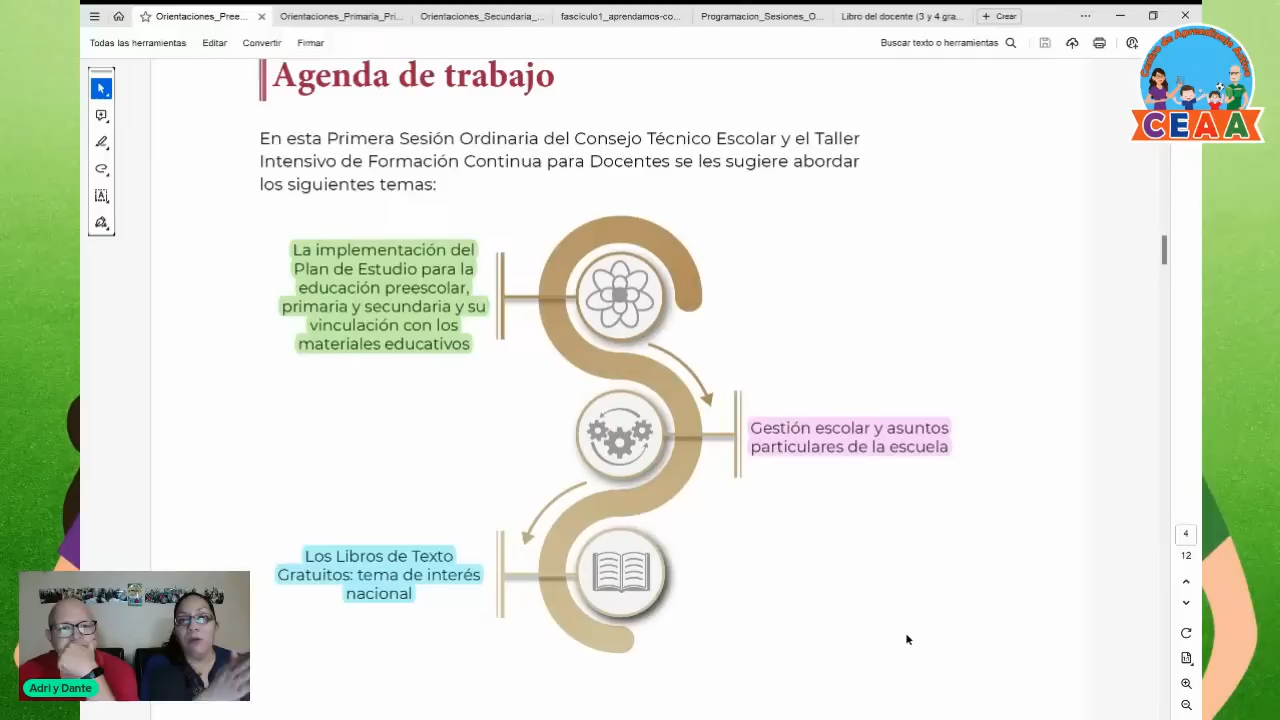 Orientaciones_Pree...
Orientaciones_Primaria_Pri...
Orientaciones_Secundaria_...
fasciculo1_aprendamos-co...
Programacion_Sesiones_O...
Libro del docente (3 y 4 gra...
+ Crear
Todas las herramientas
Editar
Convertir
Firmar
Buscar texto o herramientas
Centro de Aprendizaje Activo
CEAA
Agenda de trabajo
En esta Primera Sesión Ordinaria del Consejo Técnico Escolar y el Taller
Intensivo de Formación Continua para Docentes se les sugiere abordar
los siguientes temas:
La implementación del
Plan de Estudio para la
educación preescolar,
primaria y secundaria y su
vinculación con los
materiales educativos
Gestión escolar y asuntos
particulares de la escuela
Los Libros de Texto
Gratuitos: tema de interés
nacional
4
12
Adri y Dante